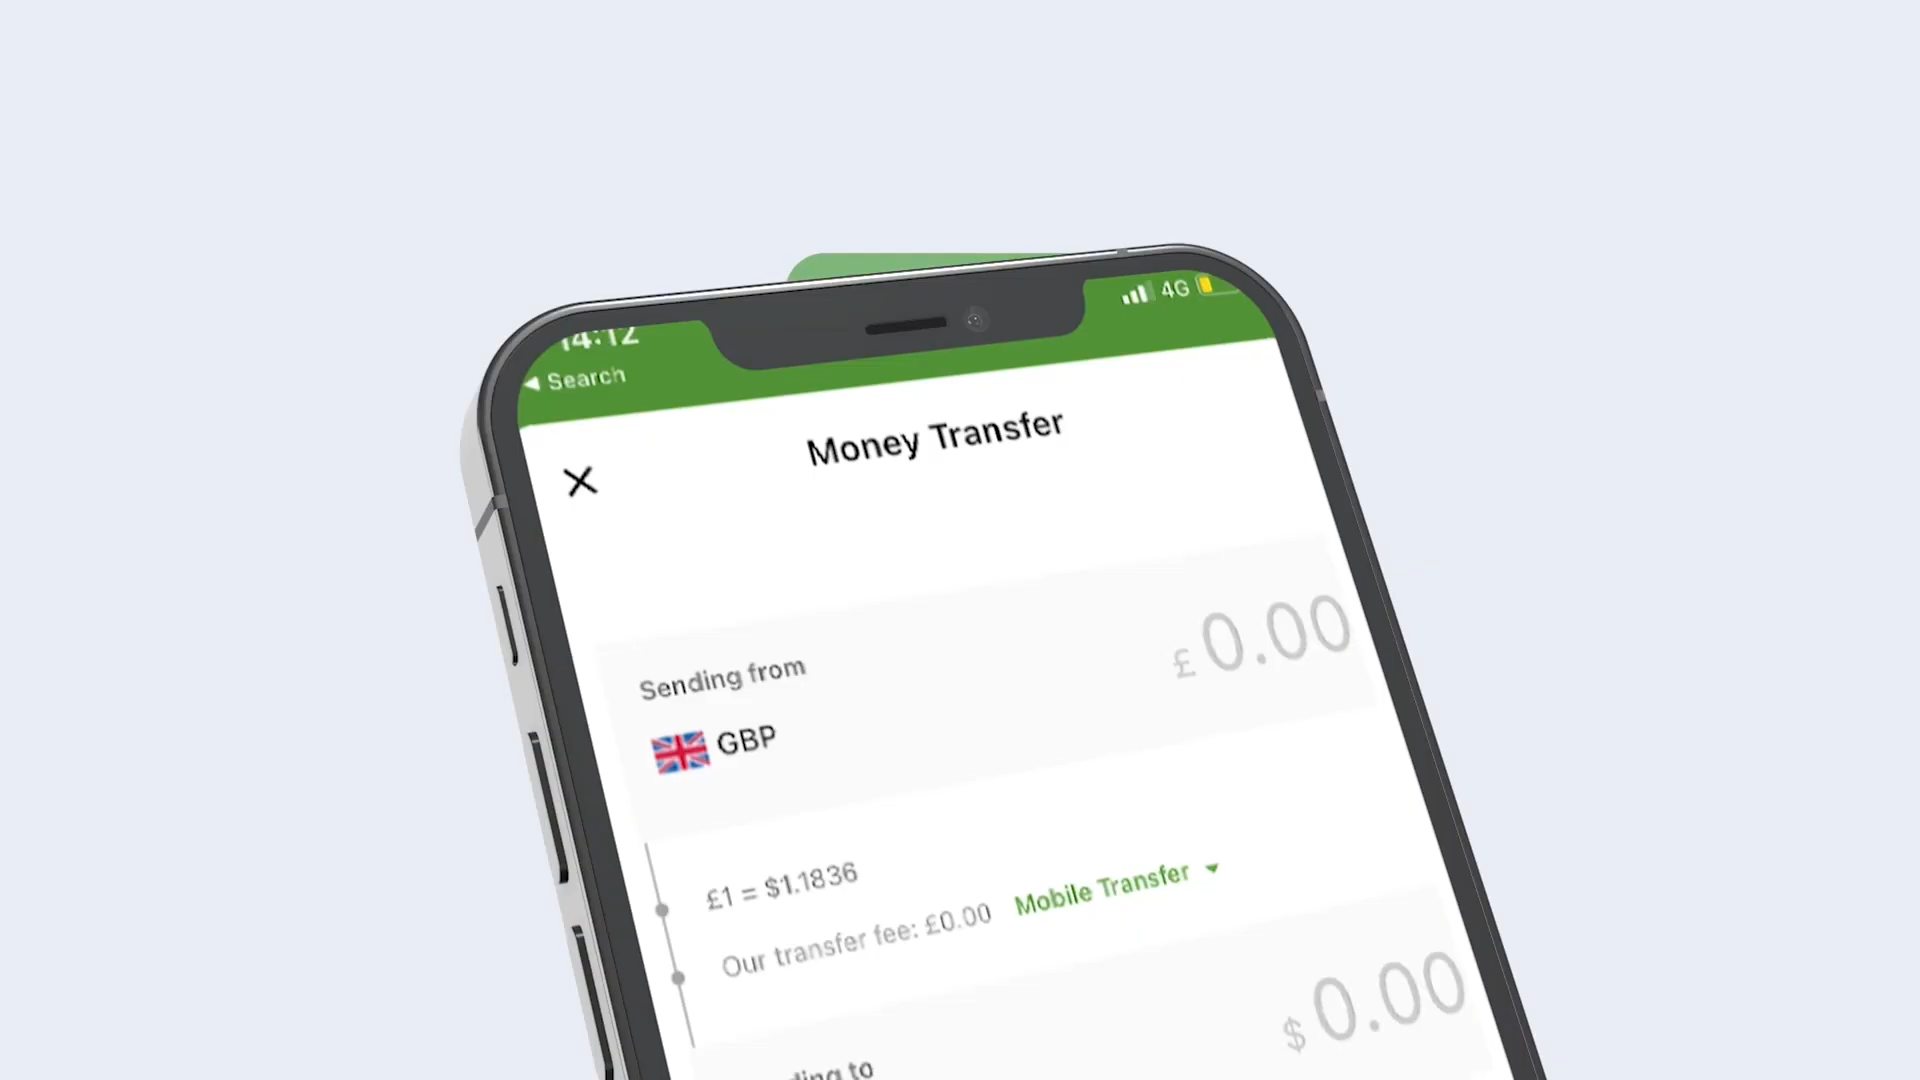 14:12
4G
◀ Search
Money Transfer
Sending from
£0.00
GBP
£1 = $1.1836
Our transfer fee: £0.00 Mobile Transfer
$0.00
to